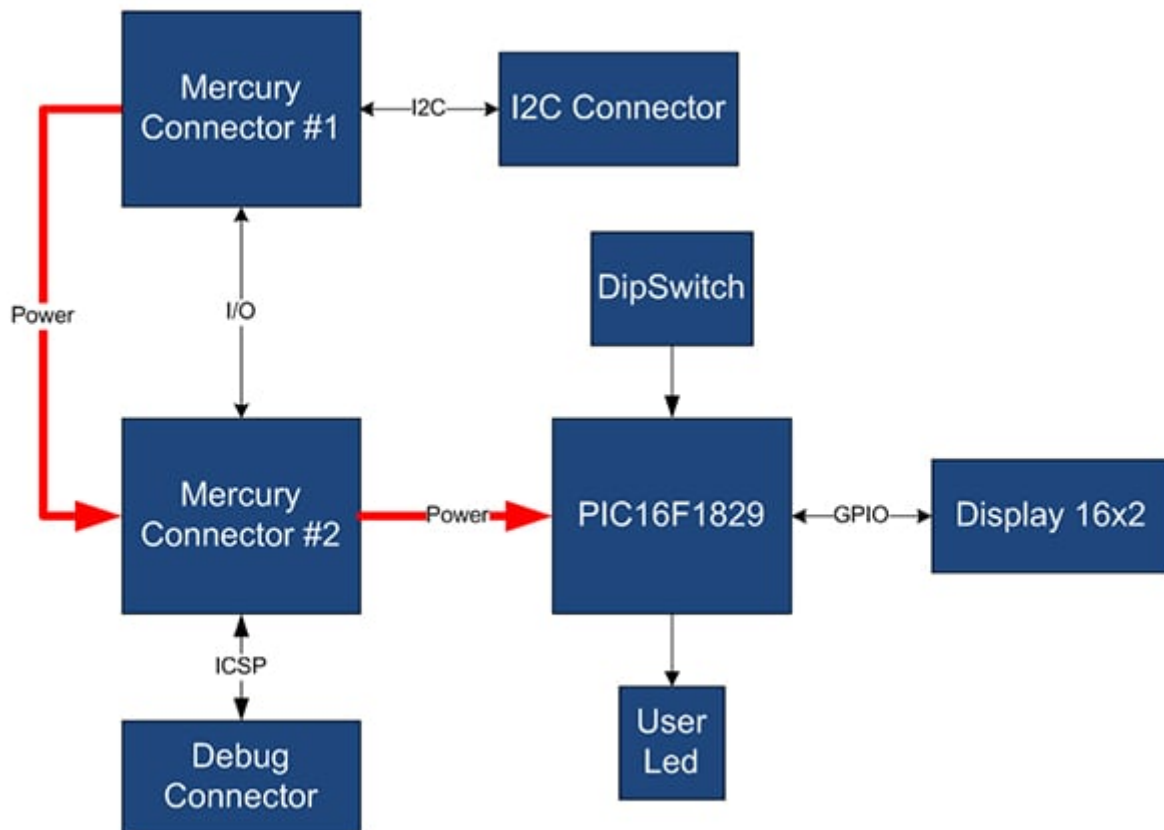 Mercury
Connector #1
I2C
I2C Connector
DipSwitch
Power
I/O
Mercury
Connector #2
Power
PIC16F1829
GPIO
Display 16x2
ICSP
User
Led
Debug
Connector